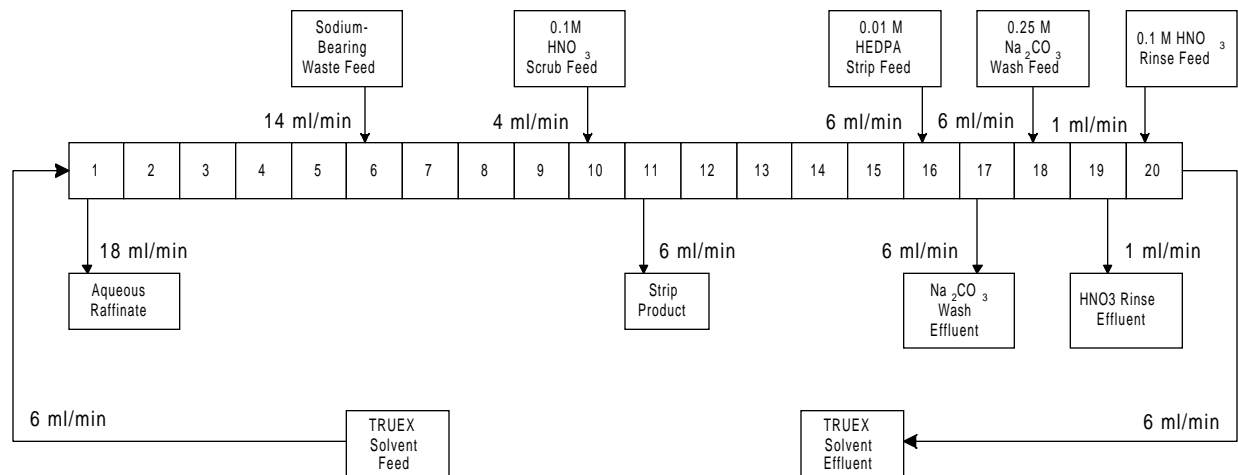 Sodium-
Bearing
Waste Feed
0.1M
HNO 3
Scrub Feed
0.01 M
HEDPA
Strip Feed
0.25 M
Na 2CO 3
Wash Feed
0.1 M HNO 3
Rinse Feed
14 ml/min
4 ml/min
6 ml/min
6 ml/min
1 ml/min
1 2 3 4 5 6 7 8 9 10 11 12 13 14 15 16 17 18 19 20
18 ml/min
6 ml/min
6 ml/min
1 ml/min
Aqueous
Raffinate
Strip
Product
Na 2CO 3
Wash
Effluent
HNO3 Rinse
Effluent
6 ml/min
TRUEX
Solvent
Feed
TRUEX
Solvent
Effluent
6 ml/min